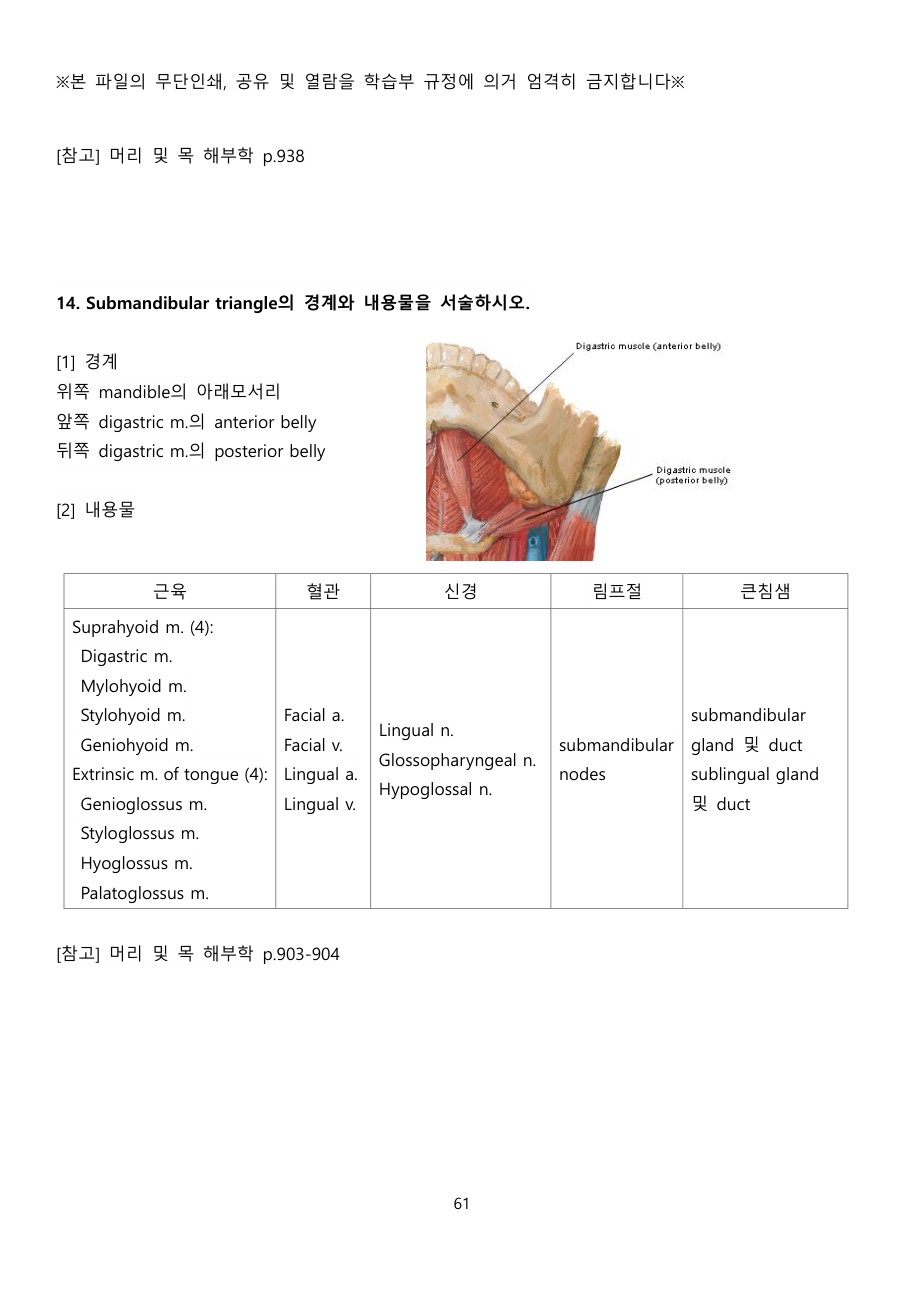 ※본 파일의 무단인쇄, 공유 및 열람을 학습부 규정에 의거 엄격히 금지합니다※
[참고] 머리 및 목 해부학 p.938
14. Submandibular triangle의 경계와 내용물을 서술하시오.
[1] 경계
위쪽 mandible의 아래모서리
앞쪽 digastric m.의 anterior belly
뒤쪽 digastric m.의 posterior belly
[2] 내용물
Digastric muscle (anterior belly)
Digastric muscle
(posterior belly)
근육
혈관
신경
림프절
큰침샘
Suprahyoid m. (4):
Digastric m.
Mylohyoid m.
Stylohyoid m.
Geniohyoid m.
Extrinsic m. of tongue (4):
Genioglossus m.
Styloglossus m.
Hyoglossus m.
Palatoglossus m.
Facial a.
Facial v.
Lingual a.
Lingual v.
Lingual n.
Glossopharyngeal n.
Hypoglossal n.
submandibular
nodes
submandibular
gland 및 duct
sublingual gland
및 duct
[참고] 머리 및 목 해부학 p.903-904
61